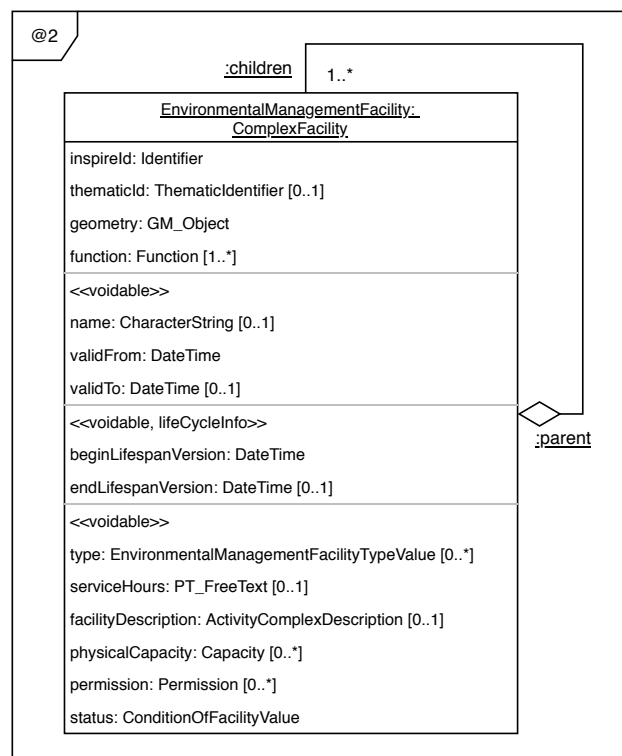 @2
:children
1..*
EnvironmentalManagementFacility:
ComplexFacility
inspireId: Identifier
thematicId: ThematicIdentifier [0..1]
geometry: GM_Object
function: Function [1..*]
<<voidable>>
name: CharacterString [0..1]
validFrom: DateTime
validTo: DateTime [0..1]
<<voidable, lifeCycleInfo>>
:parent
beginLifespanVersion: DateTime
endLifespanVersion: DateTime [0..1]
<<voidable>>
type: EnvironmentalManagementFacilityTypeValue [0..*]
serviceHours: PT_FreeText [0..1]
facilityDescription: ActivityComplexDescription [0..1]
physicalCapacity: Capacity [0..*]
permission: Permission [0..*]
status: ConditionOfFacilityValue